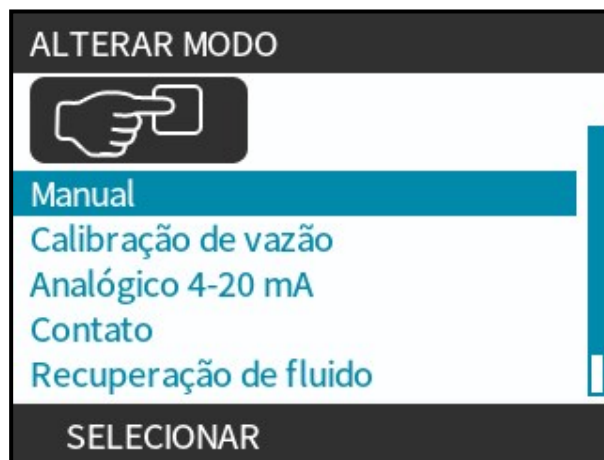 ALTERAR MODO
Manual
Calibração de vazão
Analógico 4-20 mA
Contato
Recuperação de fluido
SELECIONAR